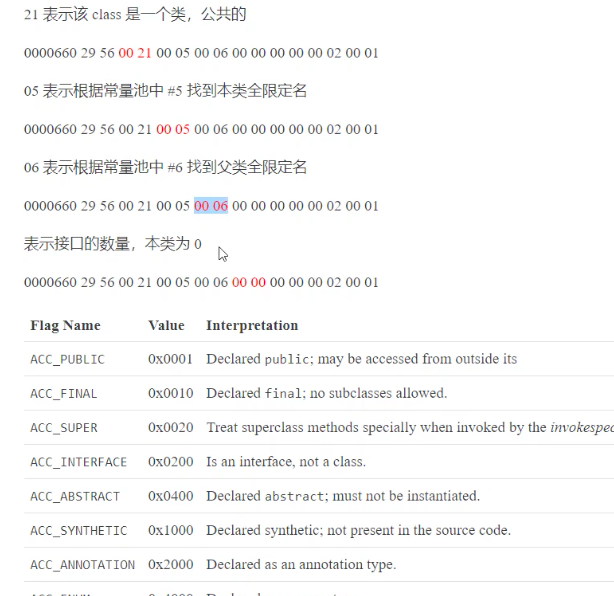 21 表示该 class 是一个类，公共的
0000660 29 56 00 21 00 05 00 06 00 00 00 00 00 02 00 01
05 表示根据常量池中 #5 找到本类全限定名
0000660 29 56 00 21 00 05 00 06 00 00 00 00 00 02 00 01
06 表示根据常量池中 #6 找到父类全限定名
0000660 29 56 00 21 00 05 00 06 00 00 00 00 00 02 00 01
表示接口的数量，本类为 0
0000660 29 56 00 21 00 05 00 06 00 00 00 00 00 02 00 01
Flag Name Value Interpretation
ACC_PUBLIC 0x0001 Declared public; may be accessed from outside its
ACC_FINAL 0x0010 Declared final; no subclasses allowed.
ACC_SUPER 0x0020 Treat superclass methods specially when invoked by the
ACC_INTERFACE 0x0200 Is an interface, not a class.
ACC_ABSTRACT 0x0400 Declared abstract; must not be instantiated.
ACC_SYNTHETIC 0x1000 Declared synthetic; not present in the source code.
ACC_ANNOTATION 0x2000 Declared as an annotation type.